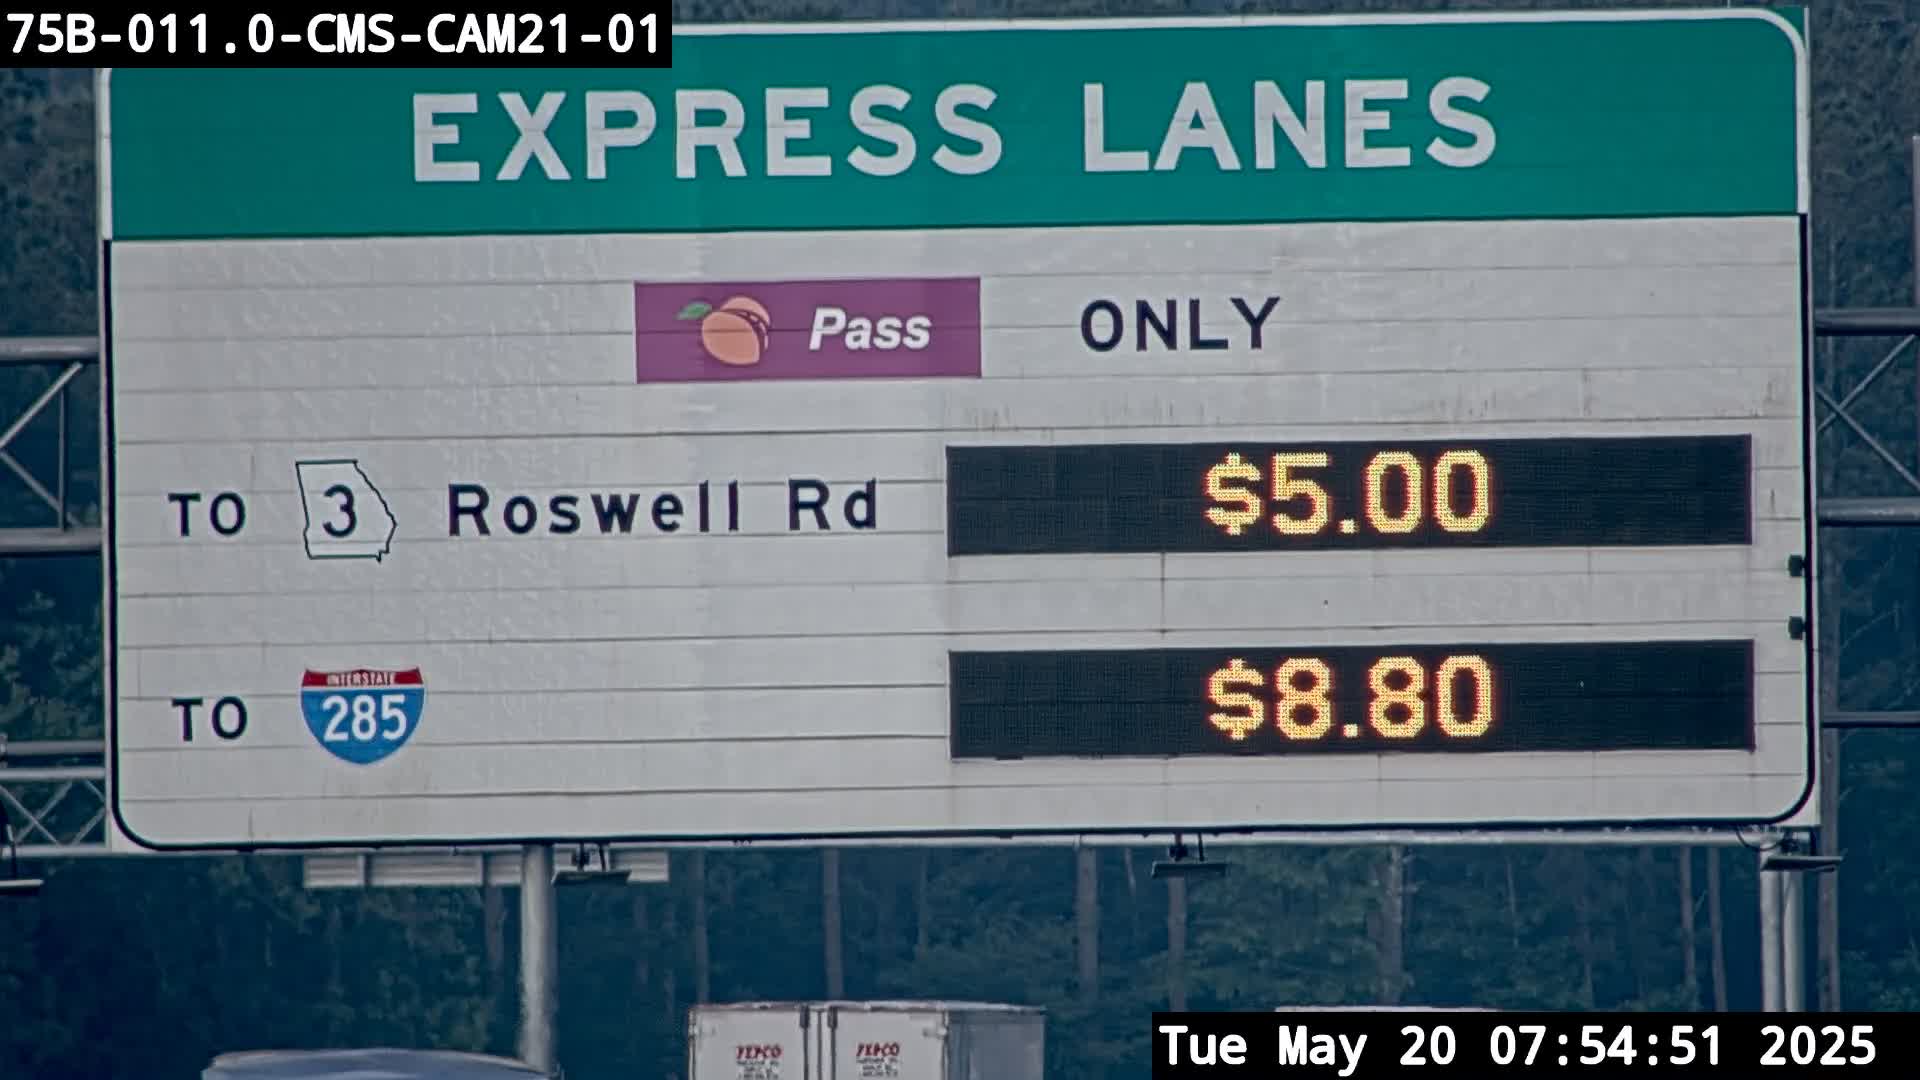 75B-011.0-CMS-CAM21-01
EXPRESS LANES
Pass ONLY
TO 3 Roswell Rd $5.00
INTERSTATE
TO 285 $8.80
Tue May 20 07:54:51 2025